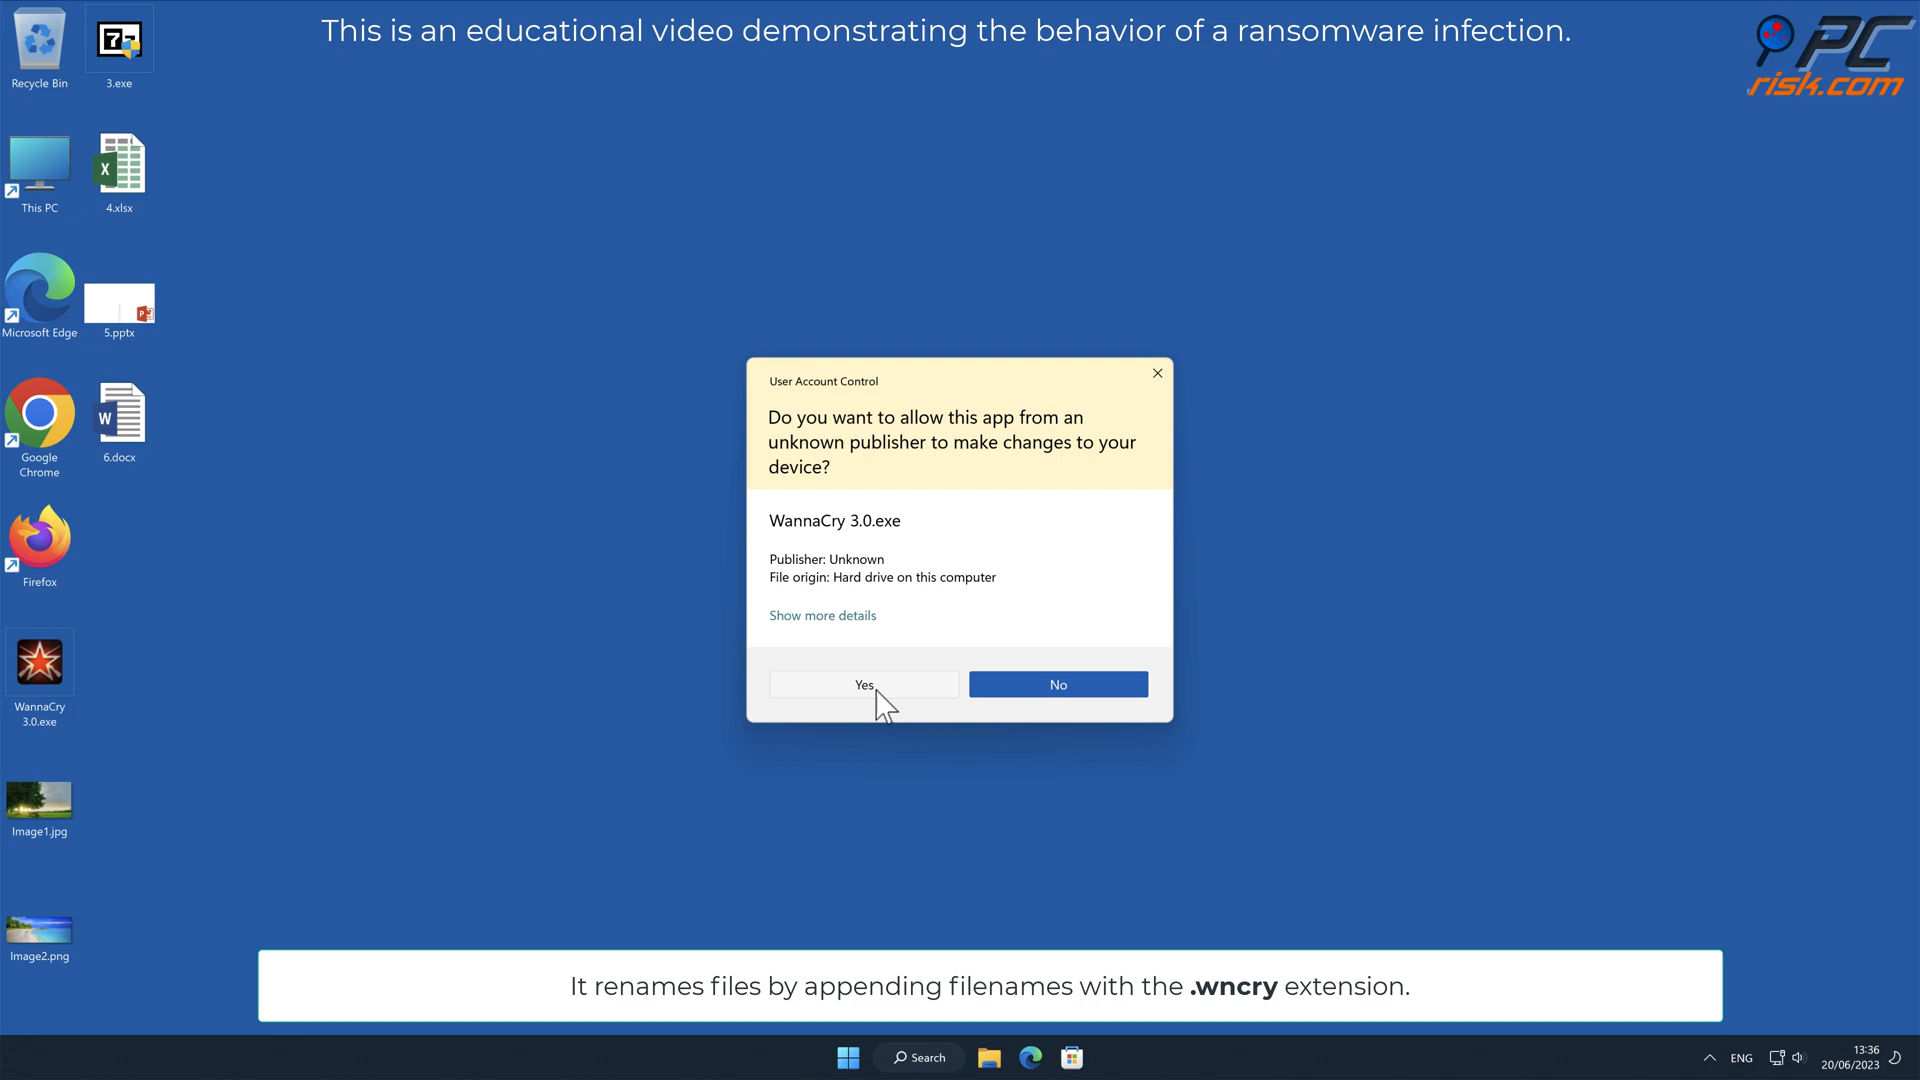 This is an educational video demonstrating the behavior of a ransomware infection.
PC
risk.com
Recycle Bin
3.exe
This PC
4.xlsx
Microsoft Edge
5.pptx
Google
Chrome
6.docx
Firefox
WannaCry
3.0.exe
Image1.jpg
Image2.png
User Account Control
Do you want to allow this app from an
unknown publisher to make changes to your
device?
WannaCry 3.0.exe
Publisher: Unknown
File origin: Hard drive on this computer
Show more details
Yes
No
It renames files by appending filenames with the .wncry extension.
Search
ENG
13:36
20/06/2023